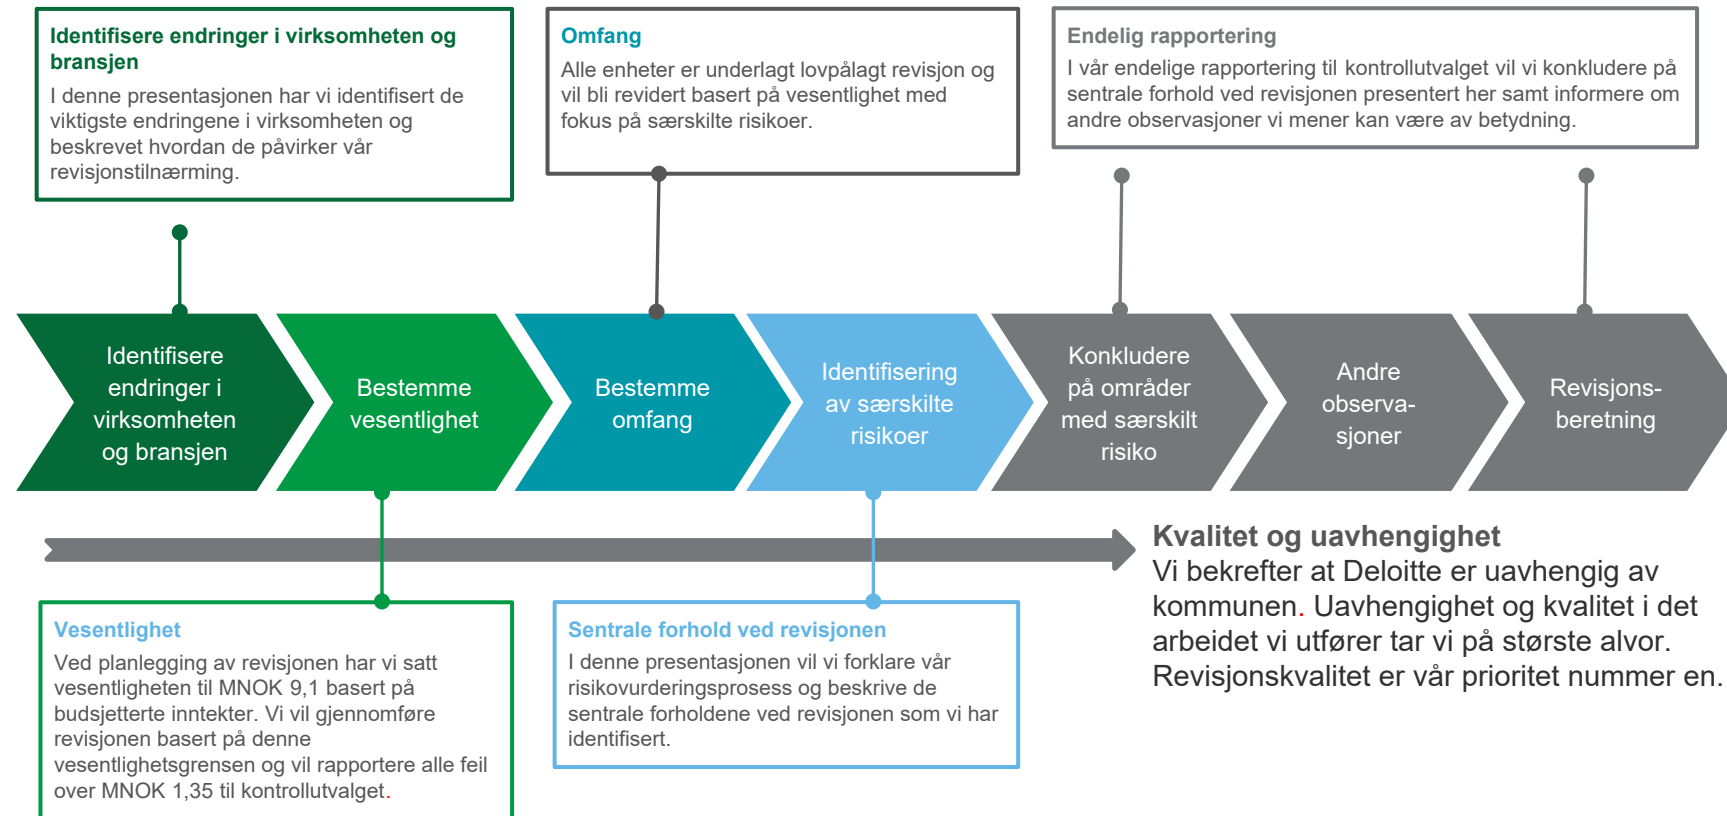 Identifisere endringer i virksomheten og
bransjen
I denne presentasjonen har vi identifisert de
viktigste endringene i virksomheten og
beskrevet hvordan de påvirker vår
revisjonstilnærming.
Omfang
Alle enheter er underlagt lovpålagt revisjon og
vil bli revidert basert på vesentlighet med
fokus på særskilte risikoer.
Endelig rapportering
I vår endelige rapportering til kontrollutvalget vil vi konkludere på
sentrale forhold ved revisjonen presentert her samt informere om
andre observasjoner vi mener kan være av betydning.
Identifisere
endringer i
virksomheten
og bransjen
Bestemme
vesentlighet
Bestemme
omfang
Identifisering
av særskilte
risikoer
Konkludere
på områder
med særskilt
risiko
Andre
observa-
sjoner
Revisjons-
beretning
Vesentlighet
Ved planlegging av revisjonen har vi satt
vesentligheten til MNOK 9,1 basert på
budsjetterte inntekter. Vi vil gjennomføre
revisjonen basert på denne
vesentlighetsgrensen og vil rapportere alle feil
over MNOK 1,35 til kontrollutvalget.
Sentrale forhold ved revisjonen
I denne presentasjonen vil vi forklare vår
risikovurderingsprosess og beskrive de
sentrale forholdene ved revisjonen som vi har
identifisert.
Kvalitet og uavhengighet
Vi bekrefter at Deloitte er uavhengig av
kommunen. Uavhengighet og kvalitet i det
arbeidet vi utfører tar vi på største alvor.
Revisjonskvalitet er vår prioritet nummer en.